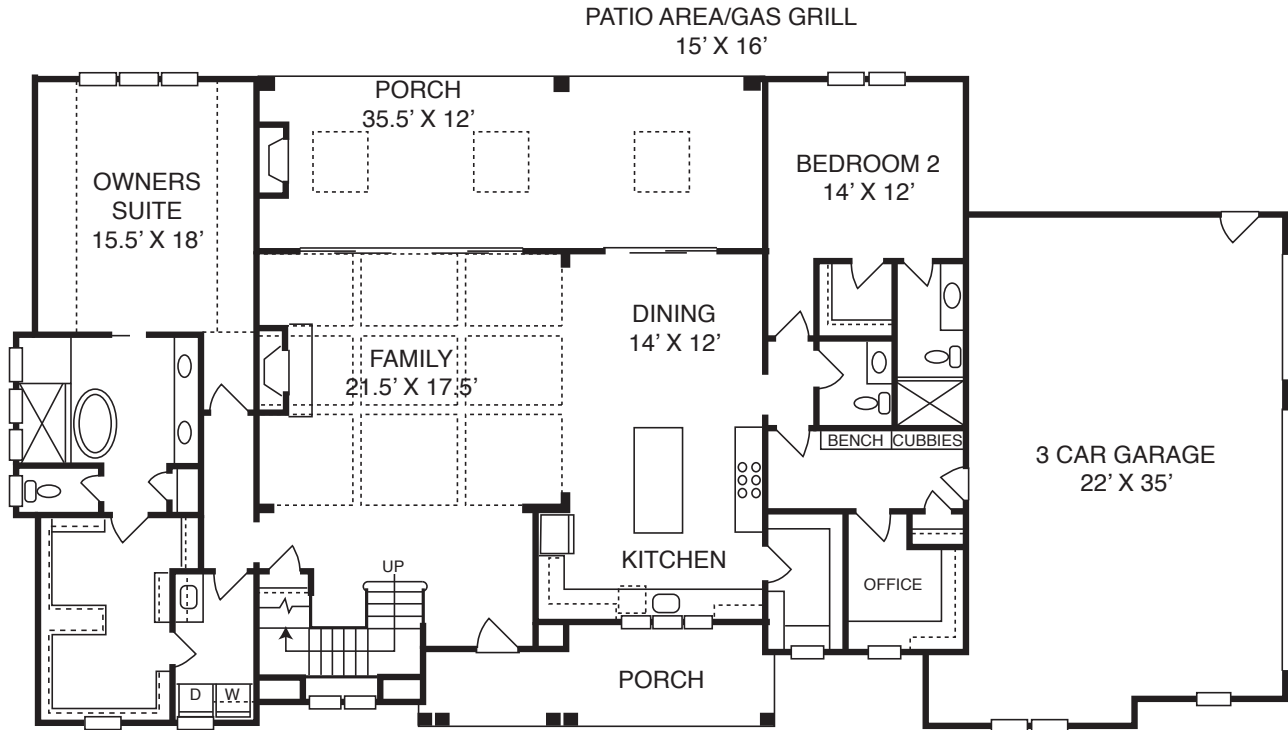 PATIO AREA/GAS GRILL
15’ X 16’
PORCH
35.5’ X 12’
OWNERS
SUITE
15.5’ X 18’
BEDROOM 2
14’ X 12’
DINING
14’ X 12’
FAMILY
21.5’ X 17.5’
BENCH
CUBBIES
3 CAR GARAGE
22’ X 35’
KITCHEN
UP
OFFICE
PORCH
D
W